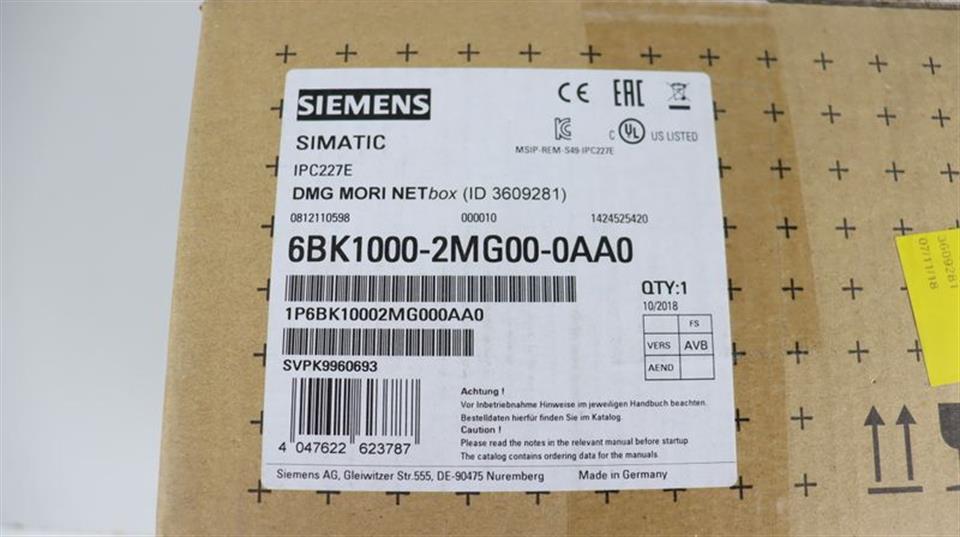 SIEMENS
SIMATIC
IPC227E
DMG MORI NETbox (ID 3609281)
0812110598 000010 1424525420
6BK1000-2MG00-0AA0
1P6BK10002MG000AA0
SVPK9960693
4 047622 623787
CE EAC
MSIP-REM-S49-IPC227E
C UL US LISTED
QTY:1
10/2018
FS
VERS AVB
AEND
Achtung !
Vor Inbetriebnahme Hinweise im jeweiligen Handbuch beachten.
Bestelldaten hierfür finden Sie im Katalog.
Caution !
Please read the notes in the relevant manual before startup
The catalog contains ordering data for the manuals.
Siemens AG, Gleiwitzer Str.555, DE-90475 Nuremberg Made in Germany
3609281
07/11/18